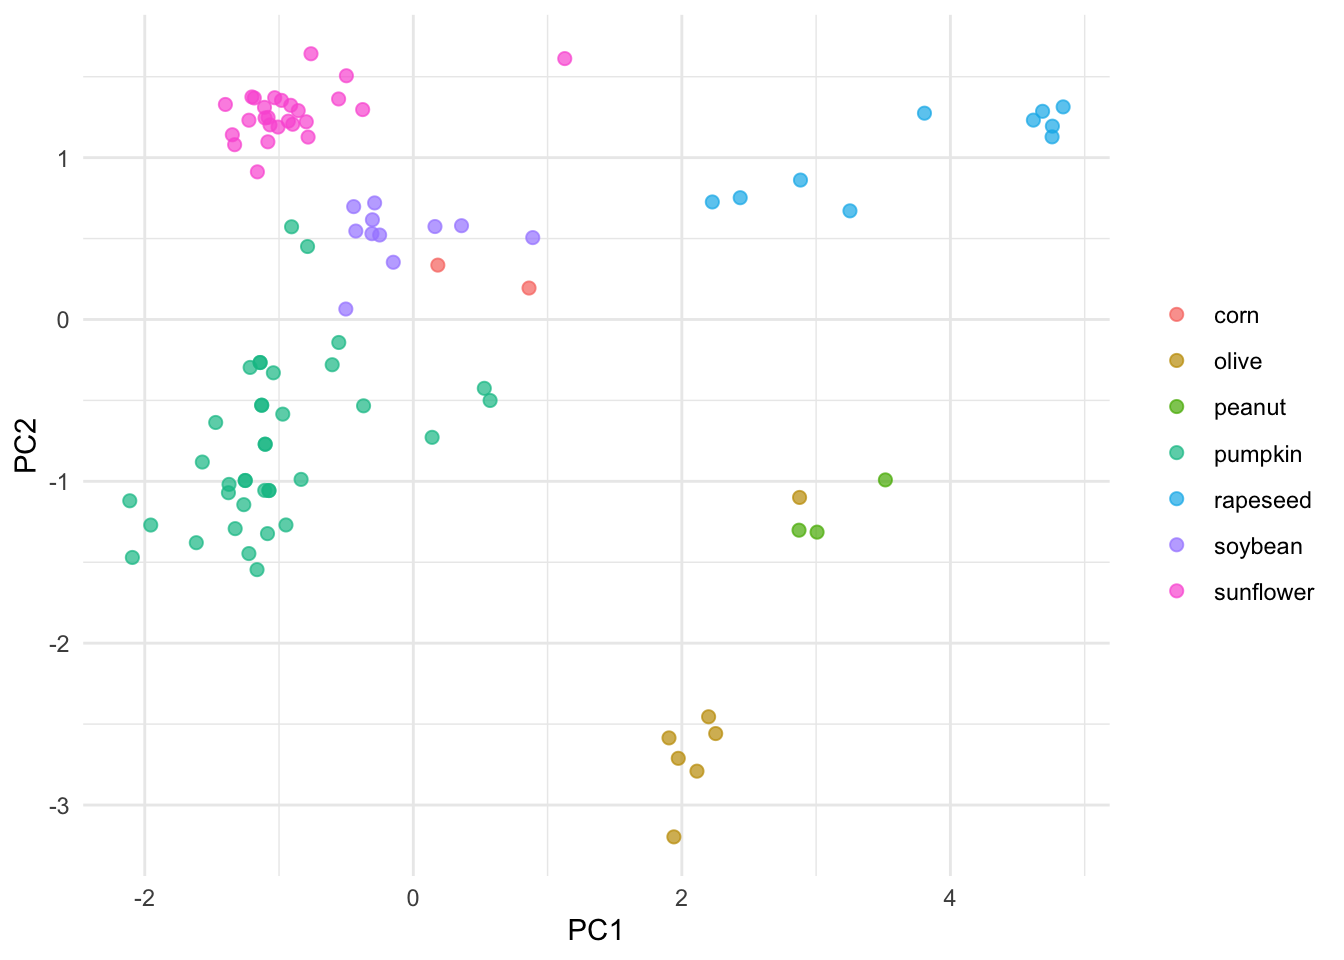 PC2
1
0
-1
-2
-3
-2
0
2
4
PC1
corn
olive
peanut
pumpkin
rapeseed
soybean
sunflower